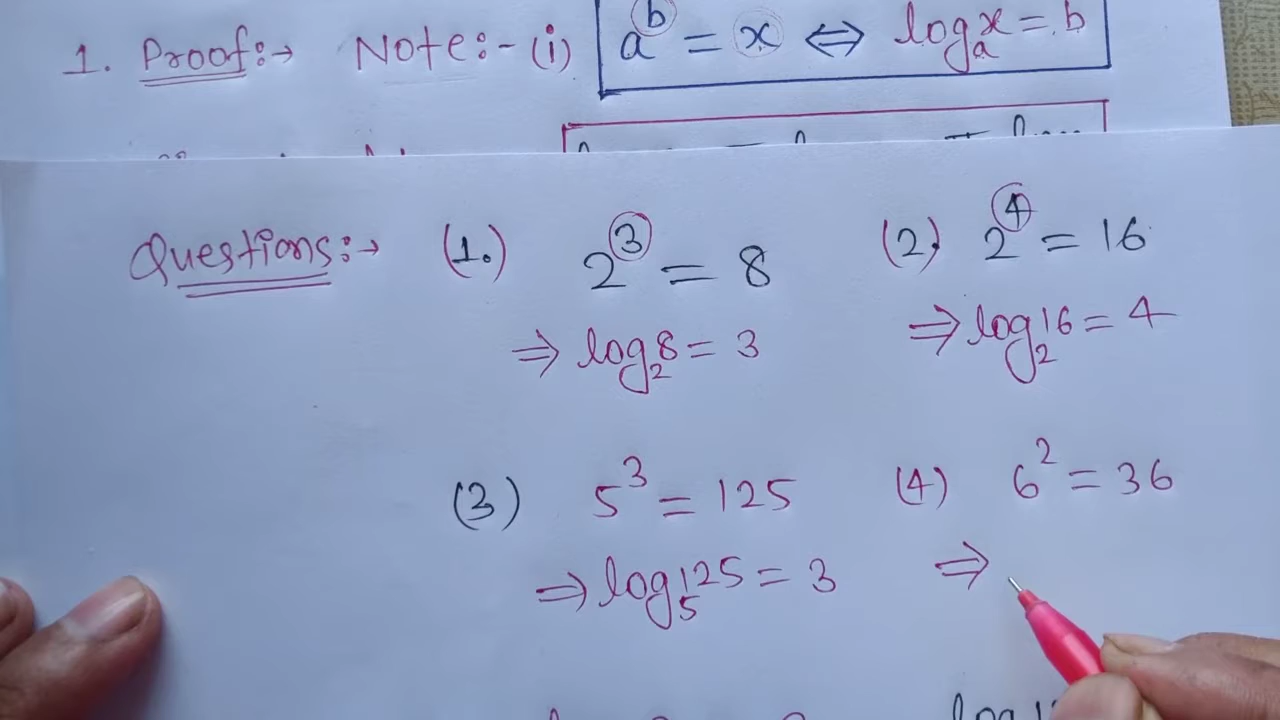 1. Proof:→ Note:- (i) a^b = x ⇔ log_a x = b
Questions:→ (1.) 2^3 = 8 (2) 2^4 = 16
⇒ log_2 8 = 3 ⇒ log_2 16 = 4
(3) 5^3 = 125 (4) 6^2 = 36
⇒ log_5 125 = 3 ⇒